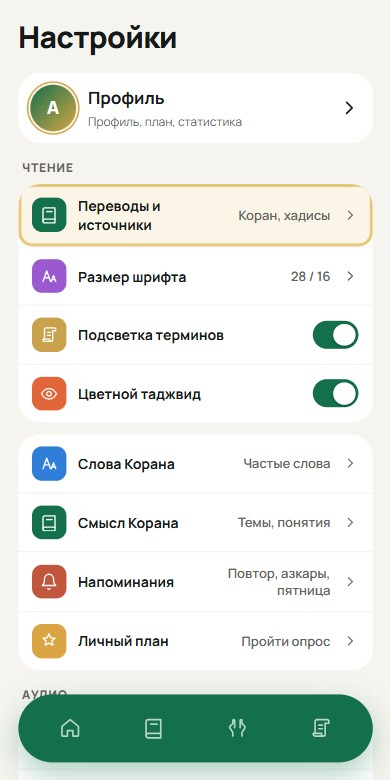 Настройки
A
Профиль
Профиль, план, статистика
ЧТЕНИЕ
Переводы и
источники
Коран, хадисы
Размер шрифта
28 / 16
Подсветка терминов
Цветной таджвид
Слова Корана
Частые слова
Смысл Корана
Темы, понятия
Напоминания
Повтор, азкары,
пятница
Личный план
Пройти опрос
АУДИО